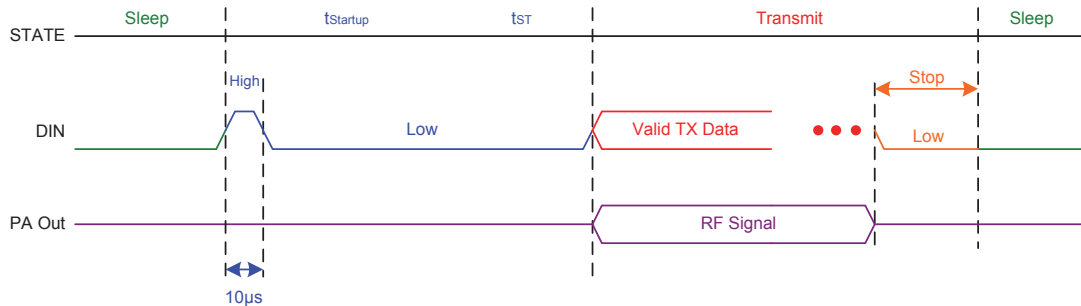 Sleep
tStartup
tST
Transmit
Sleep
STATE
High
Stop
DIN
Low
Valid TX Data
Low
PA Out
RF Signal
10µs